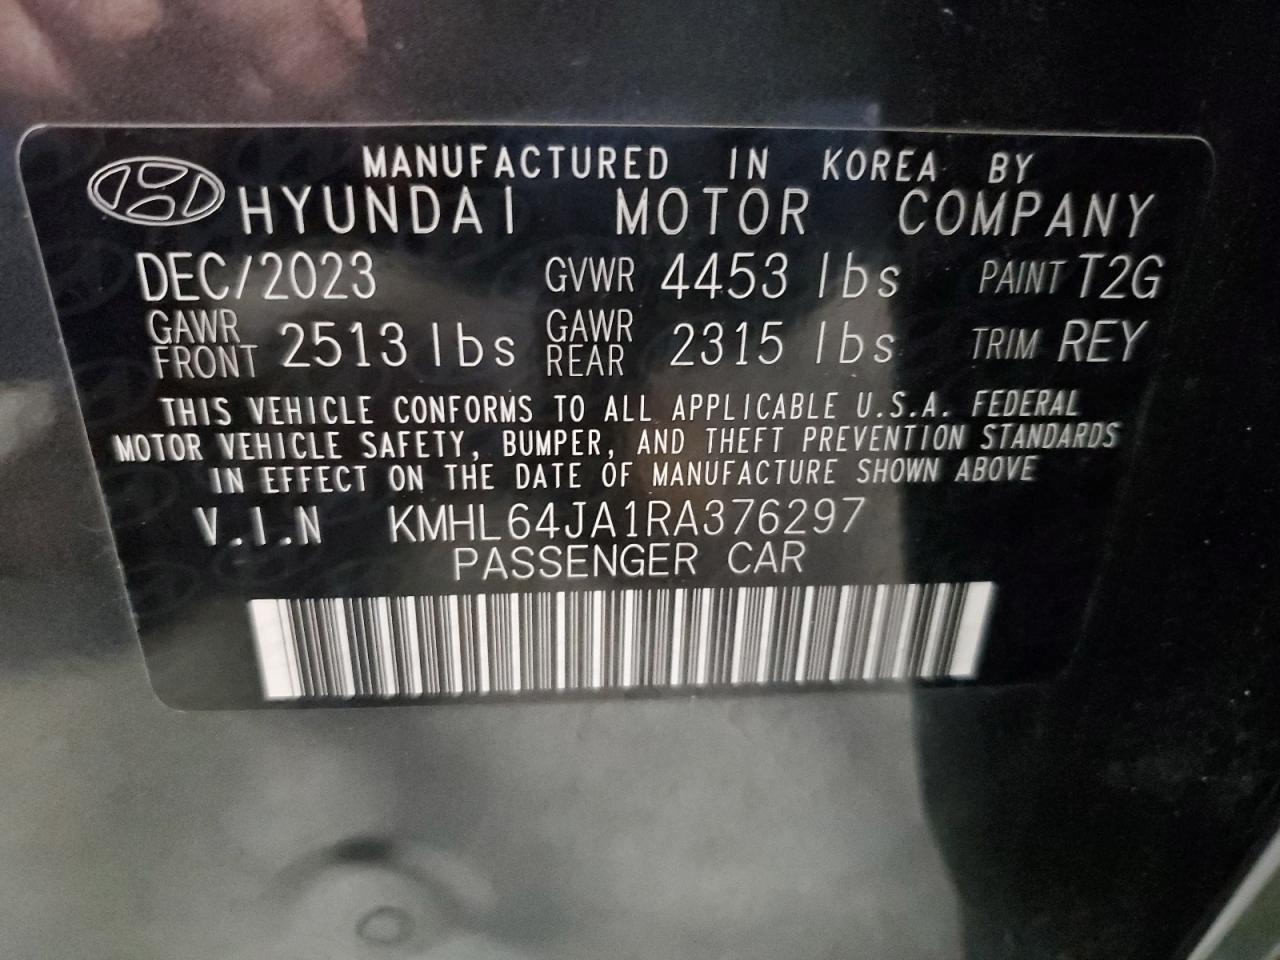 MANUFACTURED IN KOREA BY
HYUNDAI MOTOR COMPANY
DEC/2023 GVWR 4453 lbs PAINT T2G
GAWR FRONT 2513 lbs GAWR REAR 2315 lbs TRIM REY
THIS VEHICLE CONFORMS TO ALL APPLICABLE U.S.A. FEDERAL
MOTOR VEHICLE SAFETY, BUMPER, AND THEFT PREVENTION STANDARDS
IN EFFECT ON THE DATE OF MANUFACTURE SHOWN ABOVE
V.I.N KMHL64JA1RA376297
PASSENGER CAR